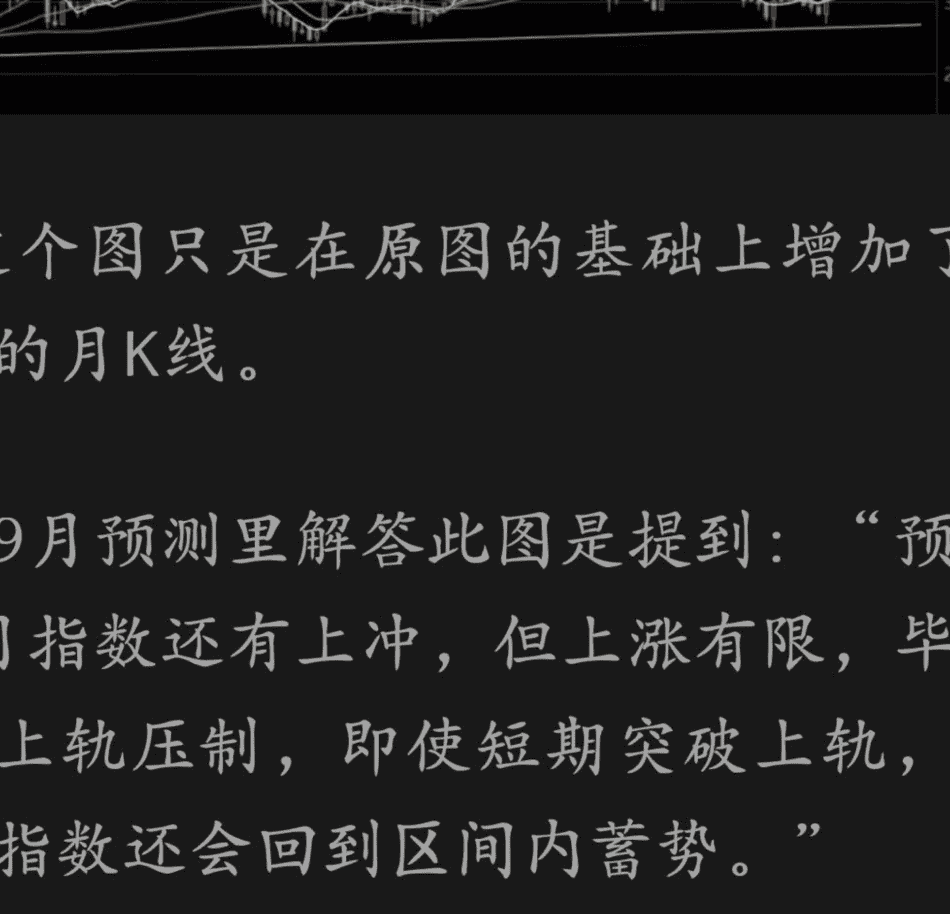 个图只是在原图的基础上增加了
的月K线。
9月预测里解答此图是提到：“预
指数还有上冲，但上涨有限，毕
上轨压制，即使短期突破上轨，
指数还会回到区间内蓄势。”